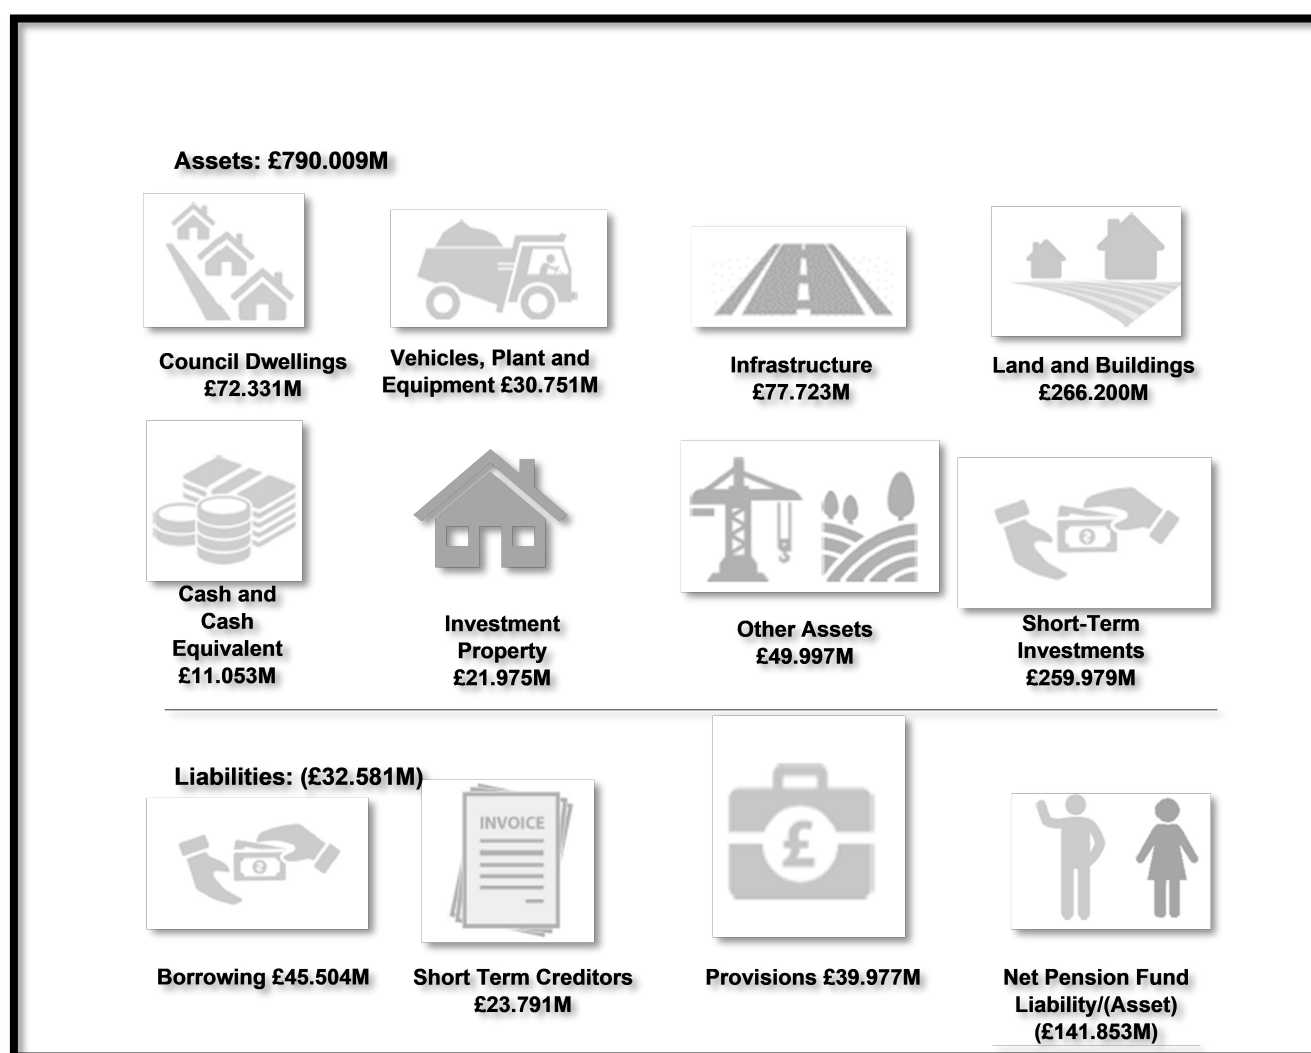 Assets: £790.009M
Council Dwellings
£72.331M
Vehicles, Plant and
Equipment £30.751M
Infrastructure
£77.723M
Land and Buildings
£266.200M
Cash and
Cash
Equivalent
£11.053M
Investment
Property
£21.975M
Other Assets
£49.997M
Short-Term
Investments
£259.979M
Liabilities: (£32.581M)
INVOICE
£
Borrowing £45.504M
Short Term Creditors
£23.791M
Provisions £39.977M
Net Pension Fund
Liability/(Asset)
(£141.853M)